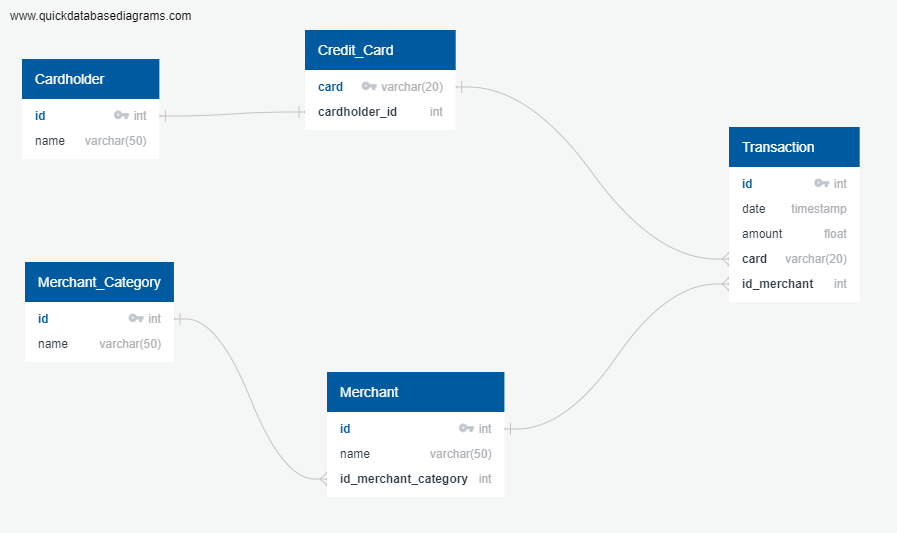 www.quickdatabasediagrams.com
Cardholder
id int
name varchar(50)
Credit_Card
card varchar(20)
cardholder_id int
Transaction
id int
date timestamp
amount float
card varchar(20)
id_merchant int
Merchant_Category
id int
name varchar(50)
Merchant
id int
name varchar(50)
id_merchant_category int